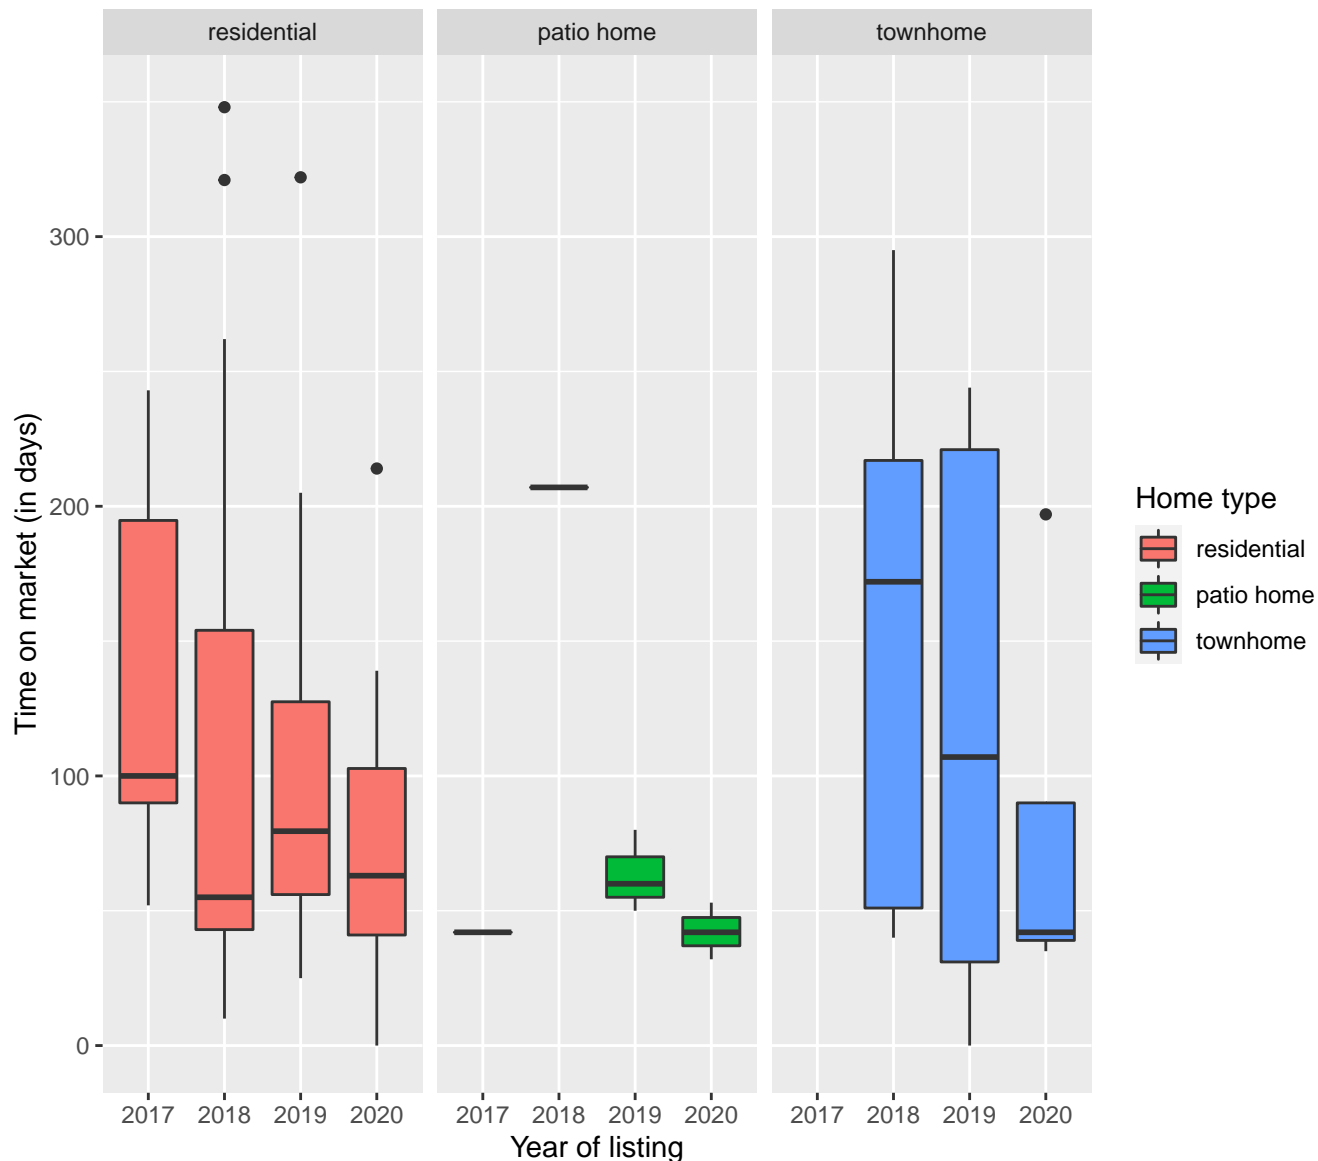 residential
patio home
townhome
Time on market (in days)
300
200
100
0
2017 2018 2019 2020
2017 2018 2019 2020
2017 2018 2019 2020
Year of listing
Home type
residential
patio home
townhome